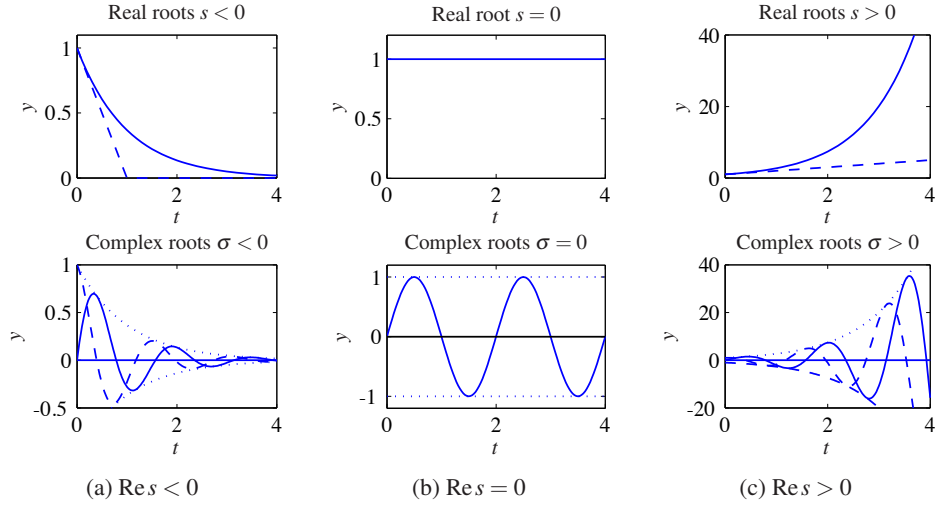 Real roots s < 0
1
0.5
0
y
0 2 4
t
Real root s = 0
1
0.5
0
y
0 2 4
t
Real roots s > 0
40
20
0
y
0 2 4
t
Complex roots σ < 0
1
0.5
0
-0.5
y
0 2 4
t
Complex roots σ = 0
1
0
-1
y
0 2 4
t
Complex roots σ > 0
40
20
0
-20
y
0 2 4
t
(a) Re s < 0
(b) Re s = 0
(c) Re s > 0